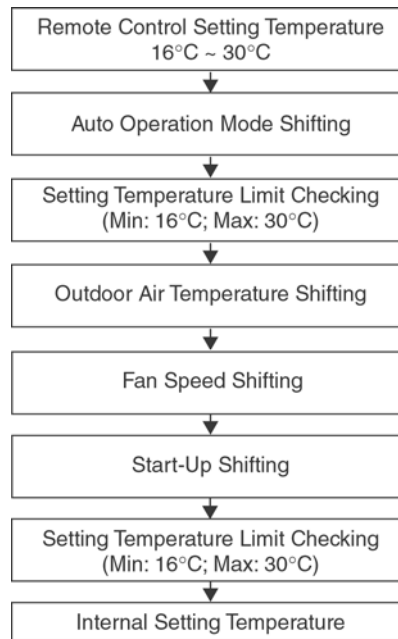 Remote Control Setting Temperature
16°C ~ 30°C
Auto Operation Mode Shifting
Setting Temperature Limit Checking
(Min: 16°C; Max: 30°C)
Outdoor Air Temperature Shifting
Fan Speed Shifting
Start-Up Shifting
Setting Temperature Limit Checking
(Min: 16°C; Max: 30°C)
Internal Setting Temperature